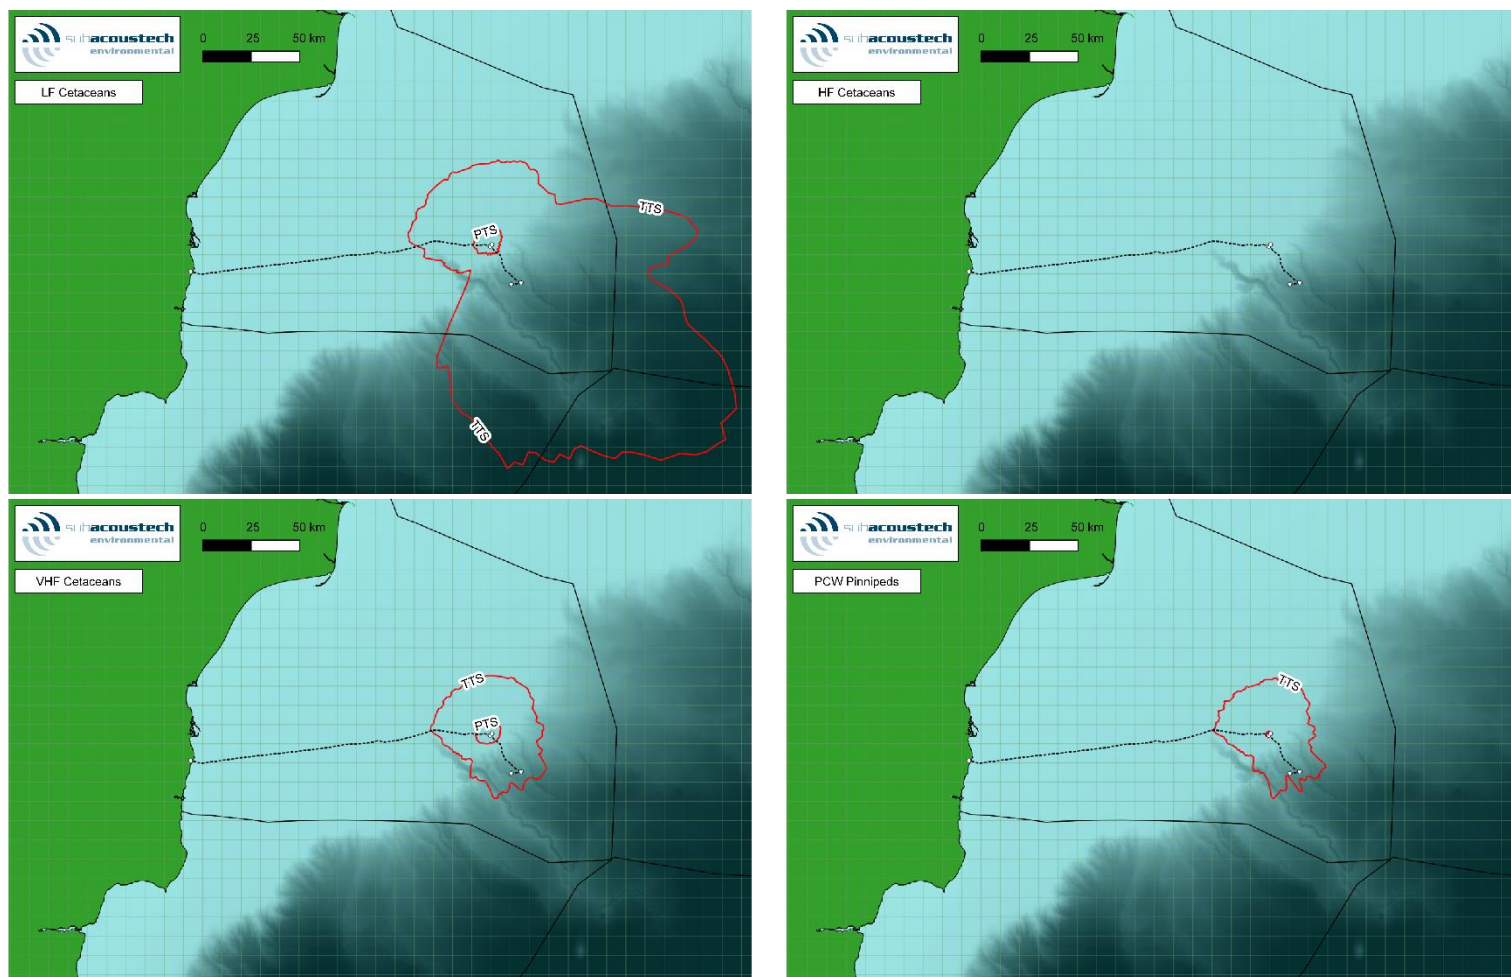 subacoustech
environmental
0 25 50 km
LF Cetaceans
TTS
PTS
TTS
subacoustech
environmental
0 25 50 km
HF Cetaceans
subacoustech
environmental
0 25 50 km
VHF Cetaceans
TTS
PTS
subacoustech
environmental
0 25 50 km
PCW Pinnipeds
TTS